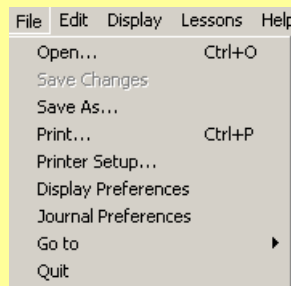 File Edit Display Lessons Help
Open... Ctrl+O
Save Changes
Save As...
Print... Ctrl+P
Printer Setup...
Display Preferences
Journal Preferences
Go to
Quit